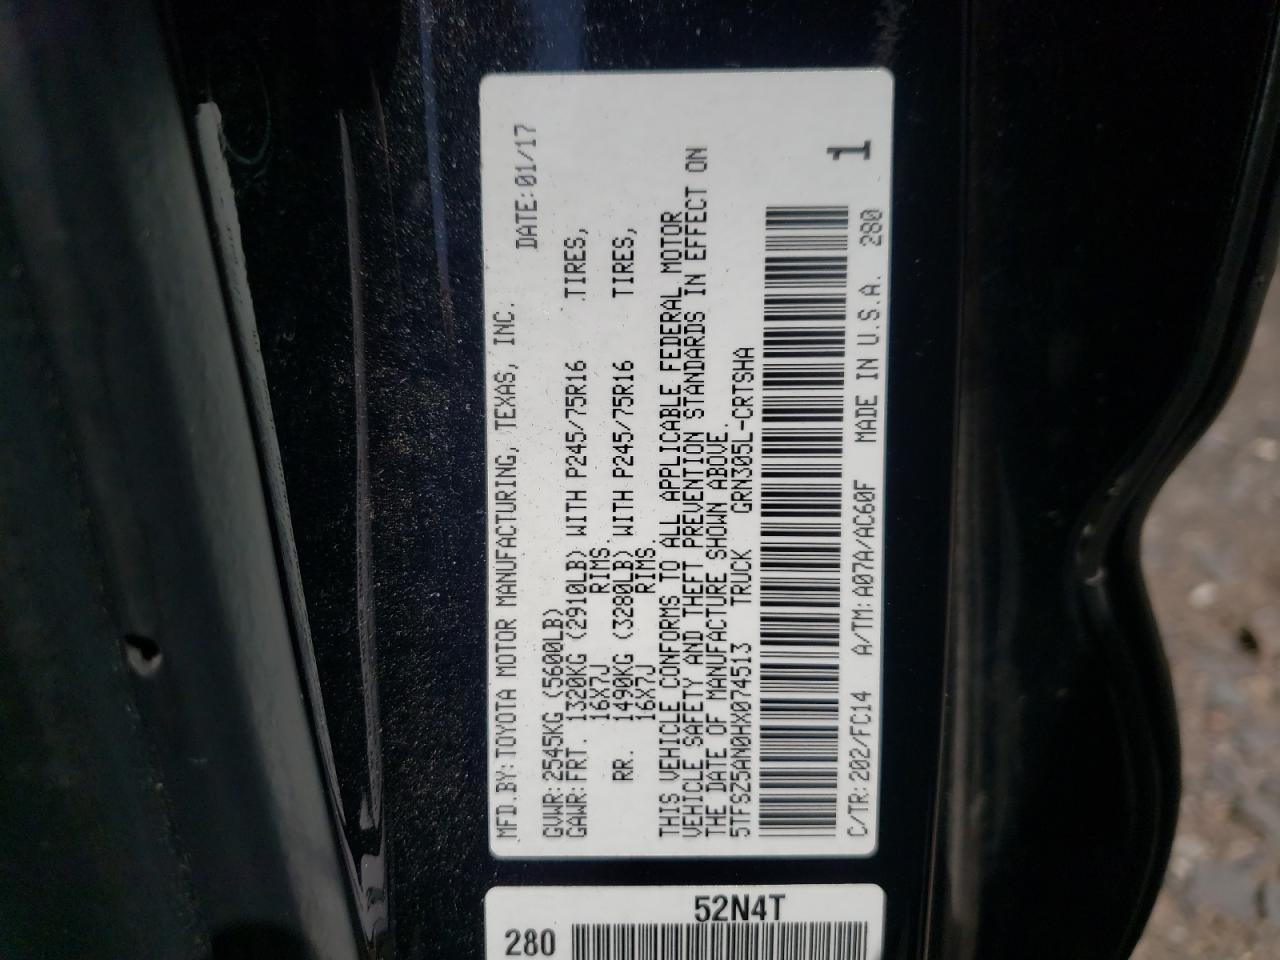 MFD.BY:TOYOTA MOTOR MANUFACTURING, TEXAS, INC.
DATE:01/17
GVWR:2545KG (5600LB)
GAWR:FRT. 1320KG (2910LB) WITH P245/75R16 TIRES,
16X7J RIMS
RR. 1490KG (3280LB) WITH P245/75R16 TIRES,
16X7J RIMS.
THIS VEHICLE CONFORMS TO ALL APPLICABLE FEDERAL MOTOR
VEHICLE SAFETY AND THEFT PREVENTION STANDARDS IN EFFECT ON
THE DATE OF MANUFACTURE SHOWN ABOVE.
5TFSZ5AN0HX074513 TRUCK GRN305L-CRTSHA
C/TR:202/FC14 A/TM:A07A/AC60F MADE IN U.S.A. 280
1
52N4T
280